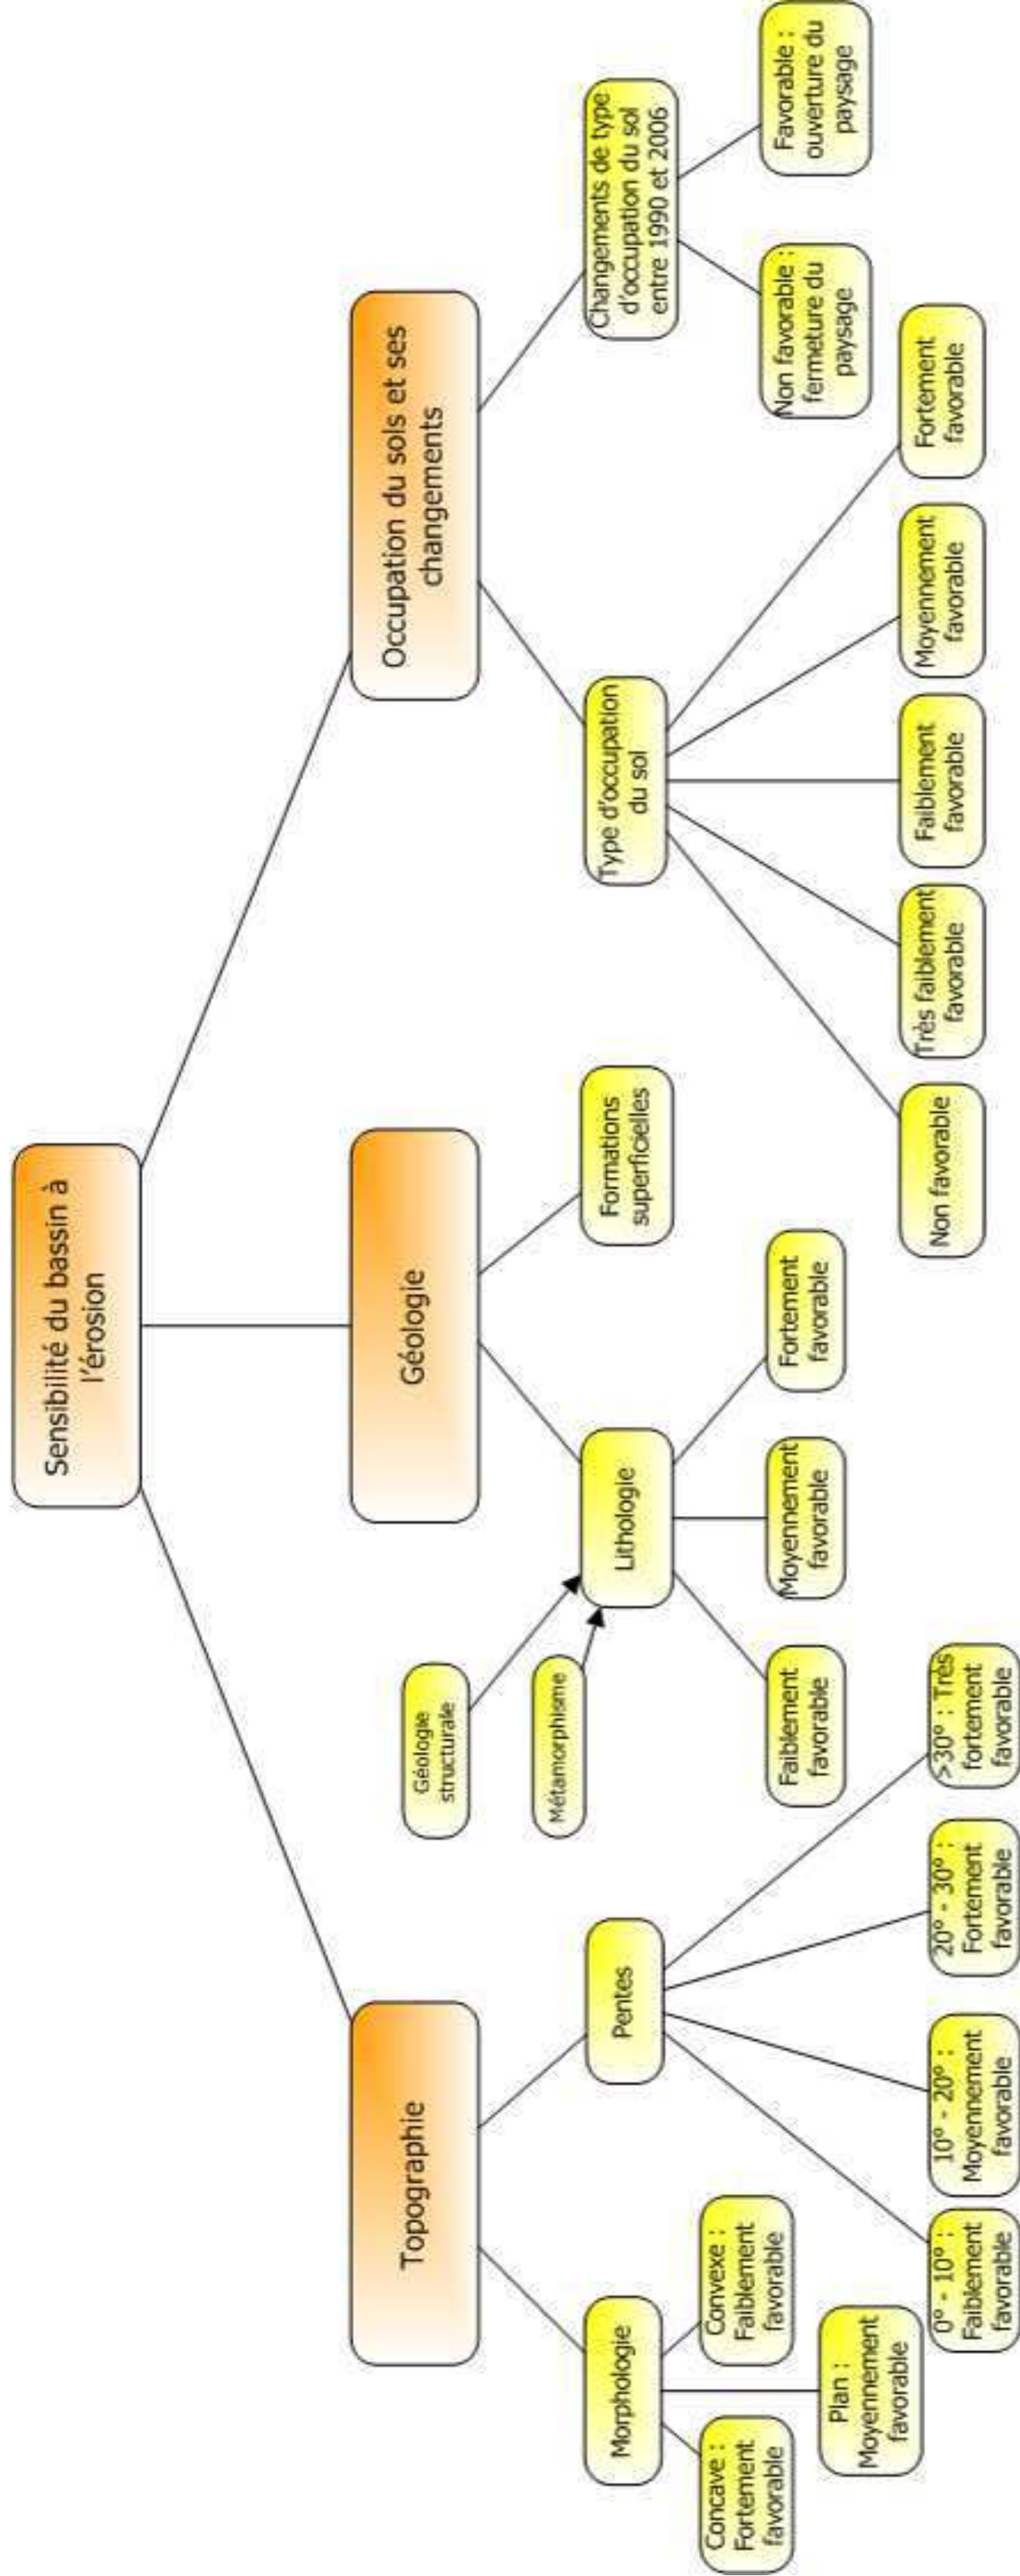 Sensibilité du bassin à
l'érosion
Topographie
Géologie
Occupation du sols et ses
changements
Géologie
structurale
Métamorphisme
Morphologie
Pentes
Lithologie
Formations
superficielles
Type d'occupation
du sol
Changements de type
d'occupation du sol
entre 1990 et 2006
Concave :
Fortement
favorable
Convexe :
Faiblement
favorable
Plan :
Moyennement
favorable
0° - 10° :
Faiblement
favorable
10° - 20° :
Moyennement
favorable
20° - 30° :
Fortement
favorable
>30° : Très
fortement
favorable
Faiblement
favorable
Moyennement
favorable
Fortement
favorable
Non favorable
Très faiblement
favorable
Faiblement
favorable
Moyennement
favorable
Fortement
favorable
Non favorable :
fermeture du
paysage
Favorable :
ouverture du
paysage